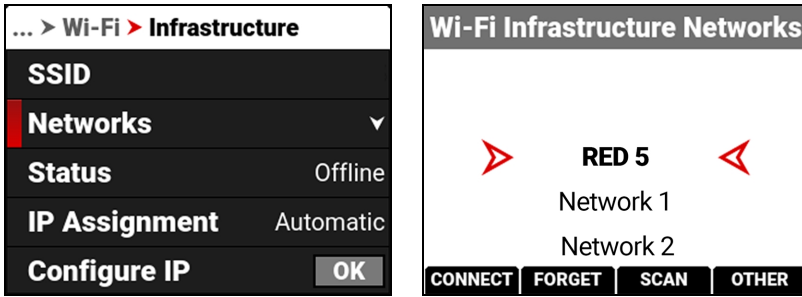 ... > Wi-Fi > Infrastructure
SSID
Networks
Status Offline
IP Assignment Automatic
Configure IP OK
Wi-Fi Infrastructure Networks
RED 5
Network 1
Network 2
CONNECT FORGET SCAN OTHER